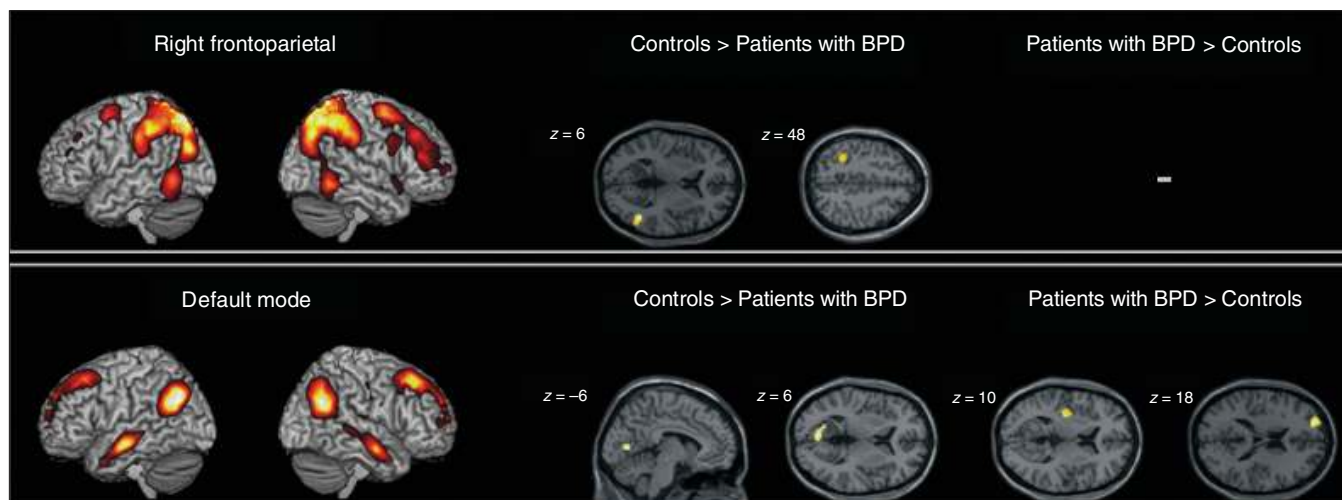 Right frontoparietal
Controls > Patients with BPD
Patients with BPD > Controls
z = 6
z = 48
Default mode
Controls > Patients with BPD
Patients with BPD > Controls
z = –6
z = 6
z = 10
z = 18